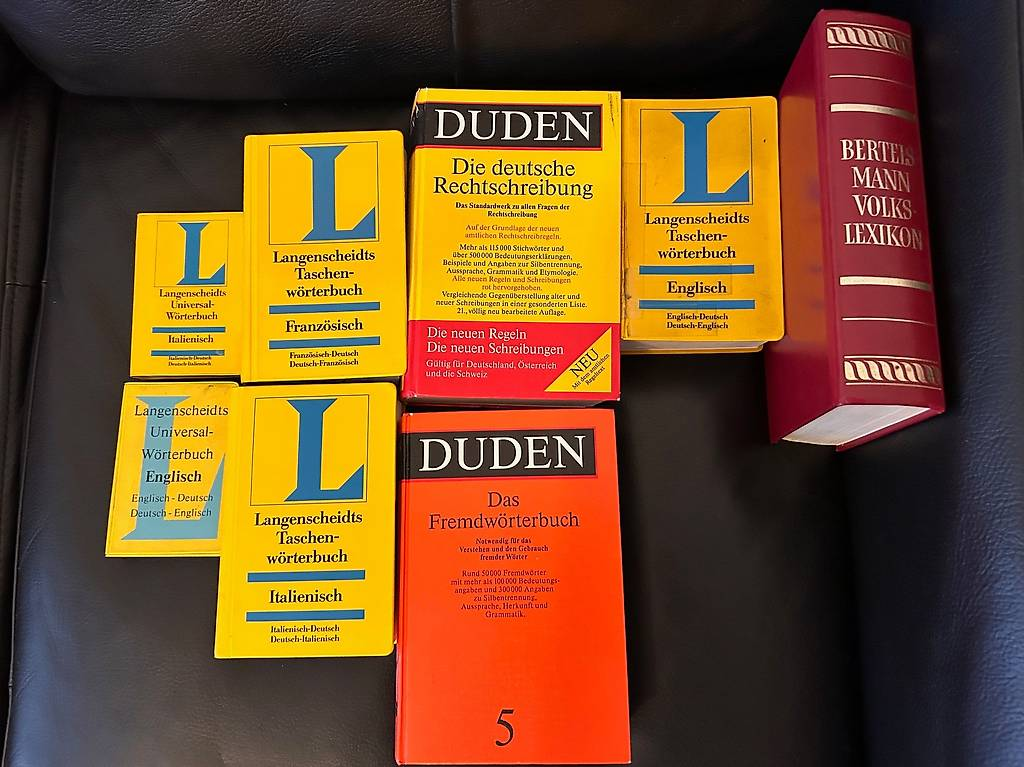 L
Langenscheidts
Universal-
Wörterbuch
Italienisch
Italienisch-Deutsch
Deutsch-Italienisch
L
Langenscheidts
Taschen-
wörterbuch
Französisch
Französisch-Deutsch
Deutsch-Französisch
DUDEN
Die deutsche
Rechtschreibung
Das Standardwerk zu allen Fragen der
Rechtschreibung
Auf der Grundlage der neuen
amtlichen Rechtschreibregeln.
Mehr als 115 000 Stichwörter und
über 500 000 Bedeutungserklärungen,
Beispiele und Angaben zur Silbentrennung,
Aussprache, Grammatik und Etymologie.
Alle neuen Regeln und Schreibungen
rot hervorgehoben.
Vergleichende Gegenüberstellung alter und
neuer Schreibungen in einer gesonderten Liste.
21., völlig neu bearbeitete Auflage.
Die neuen Regeln
Die neuen Schreibungen
Gültig für Deutschland, Österreich
und die Schweiz
NEU
Mit dem amtlichen
Regeltext
L
Langenscheidts
Taschen-
wörterbuch
Englisch
Englisch-Deutsch
Deutsch-Englisch
BERTELS-
MANN
VOLKS-
LEXIKON
L
Langenscheidts
Universal-
Wörterbuch
Englisch
Englisch - Deutsch
Deutsch - Englisch
L
Langenscheidts
Taschen-
wörterbuch
Italienisch
Italienisch-Deutsch
Deutsch-Italienisch
DUDEN
Das
Fremdwörterbuch
Notwendig für das
Verstehen und den Gebrauch
fremder Wörter
Rund 50 000 Fremdwörter
mit mehr als 100 000 Bedeutungs-
angaben und 300 000 Angaben
zu Silbentrennung,
Aussprache, Herkunft und
Grammatik.
5